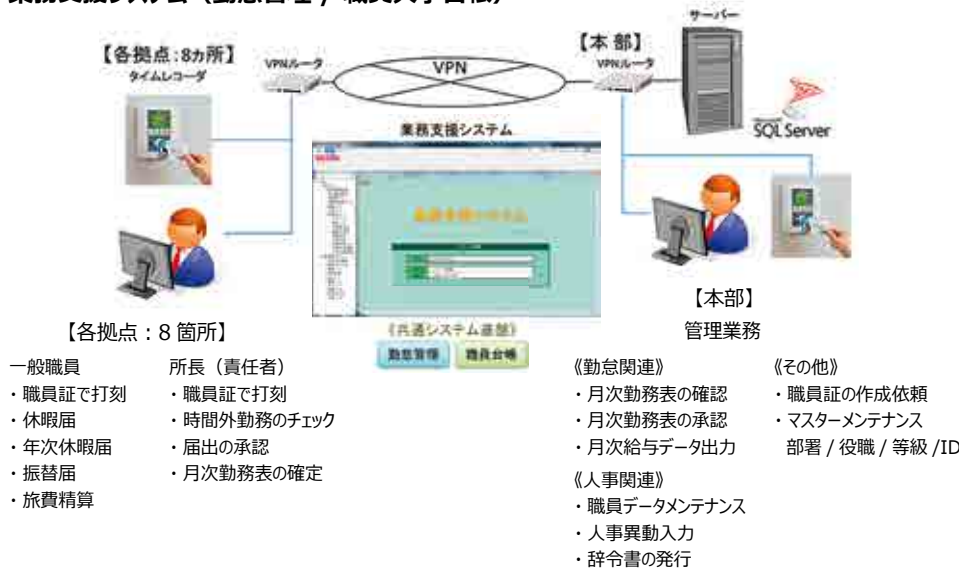 【各拠点:8カ所】
タイムレコーダ
VPNルータ
VPN
【本 部】
VPNルータ
サーバー
Microsoft
SQL Server
業務支援システム
業務支援システム
《共通システム基盤》
勤怠管理
職員台帳
【各拠点:8 箇所】
一般職員
・職員証で打刻
・休暇届
・年次休暇届
・振替届
・旅費精算
所長(責任者)
・職員証で打刻
・時間外勤務のチェック
・届出の承認
・月次勤務表の確定
【本部】
管理業務
《勤怠関連》
・月次勤務表の確認
・月次勤務表の承認
・月次給与データ出力
《人事関連》
・職員データメンテナンス
・人事異動入力
・辞令書の発行
《その他》
・職員証の作成依頼
・マスターメンテナンス
部署 / 役職 / 等級 /ID